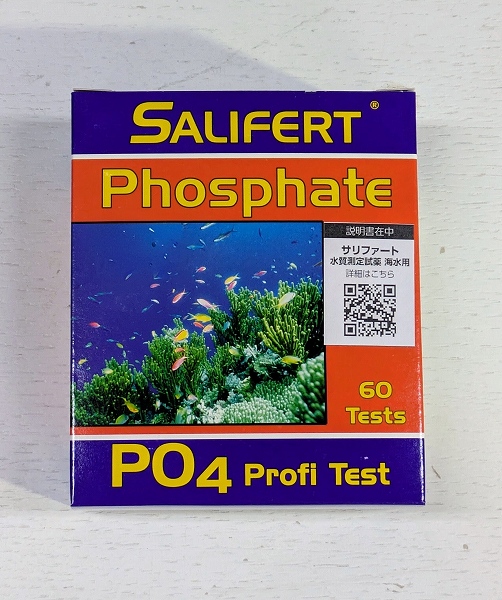 SALIFERT®
Phosphate
説明書在中
サリファート
水質測定試薬 海水用
詳細はこちら
60
Tests
PO4 Profi Test